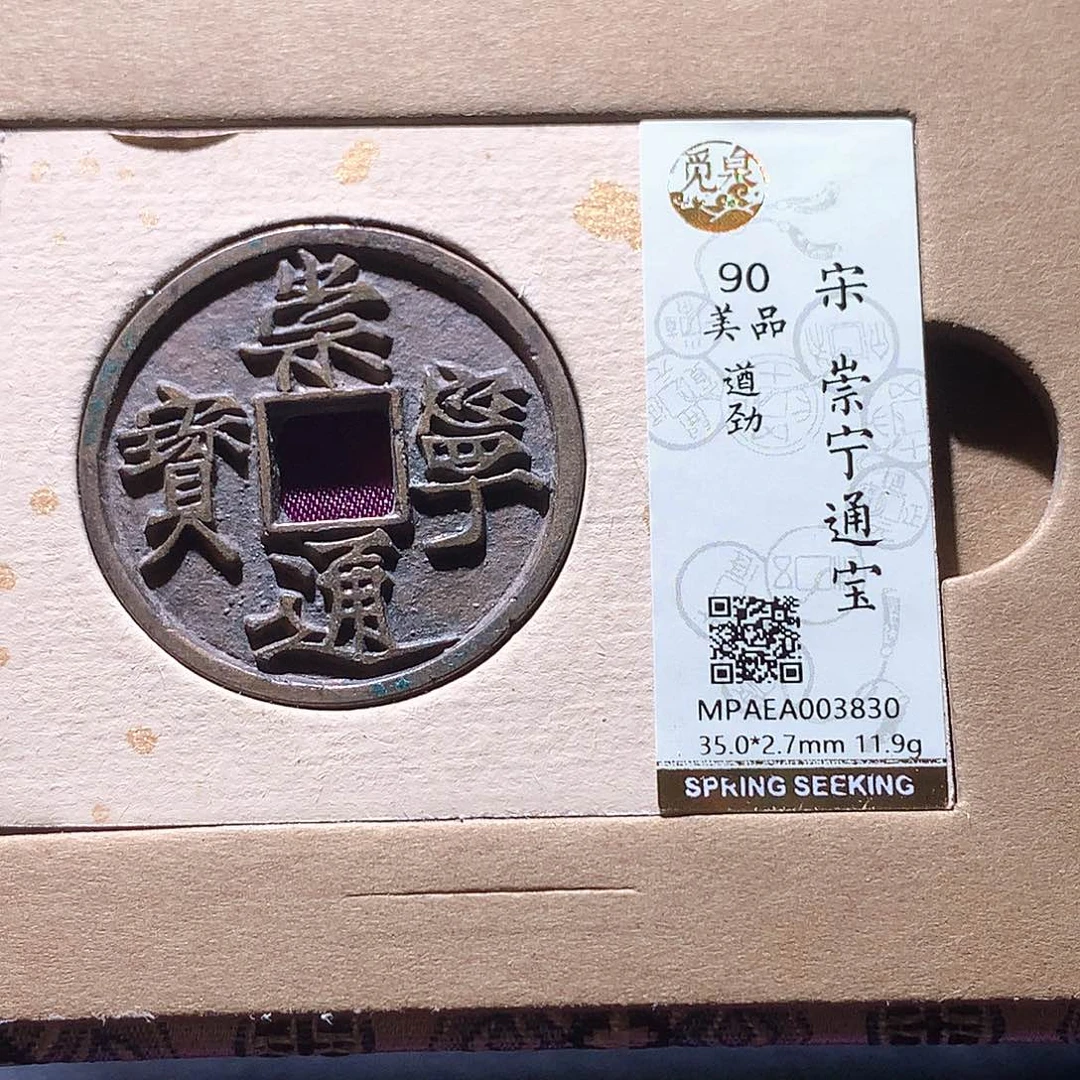 崇寧通寶
觅泉
宋 崇宁通宝
90
美品
遒劲
MPAEA003830
35.0*2.7mm 11.9g
SPRING SEEKING